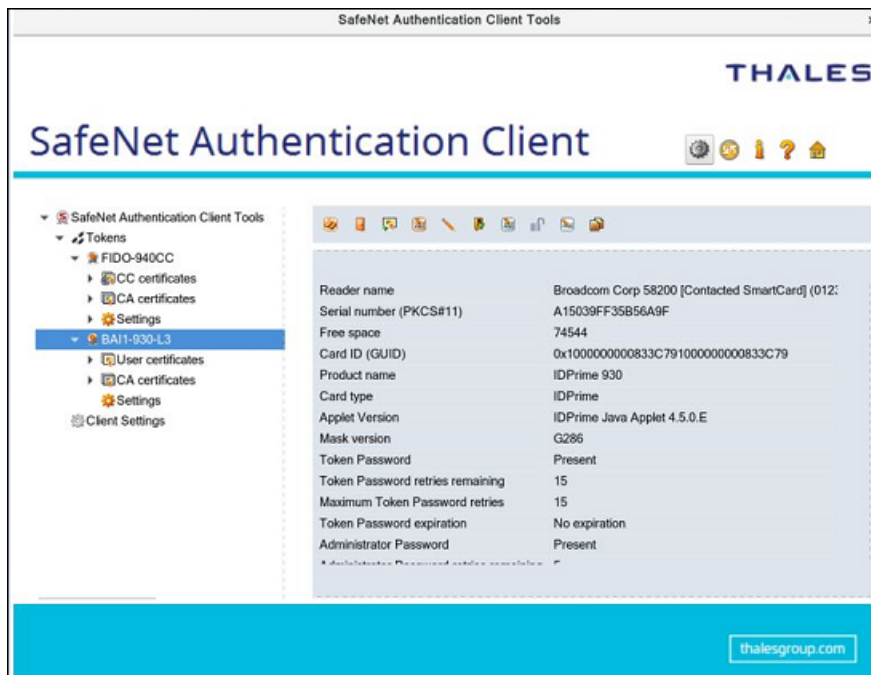 SafeNet Authentication Client Tools
THALES
SafeNet Authentication Client
SafeNet Authentication Client Tools
Tokens
FIDO-940CC
CC certificates
CA certificates
Settings
BAI1-930-L3
User certificates
CA certificates
Settings
Client Settings
Reader name Broadcom Corp 58200 [Contacted SmartCard] (012
Serial number (PKCS#11) A15039FF35B56A9F
Free space 74544
Card ID (GUID) 0x1000000000833C791000000000833C79
Product name IDPrime 930
Card type IDPrime
Applet Version IDPrime Java Applet 4.5.0.E
Mask version G286
Token Password Present
Token Password retries remaining 15
Maximum Token Password retries 15
Token Password expiration No expiration
Administrator Password Present
thalesgroup.com